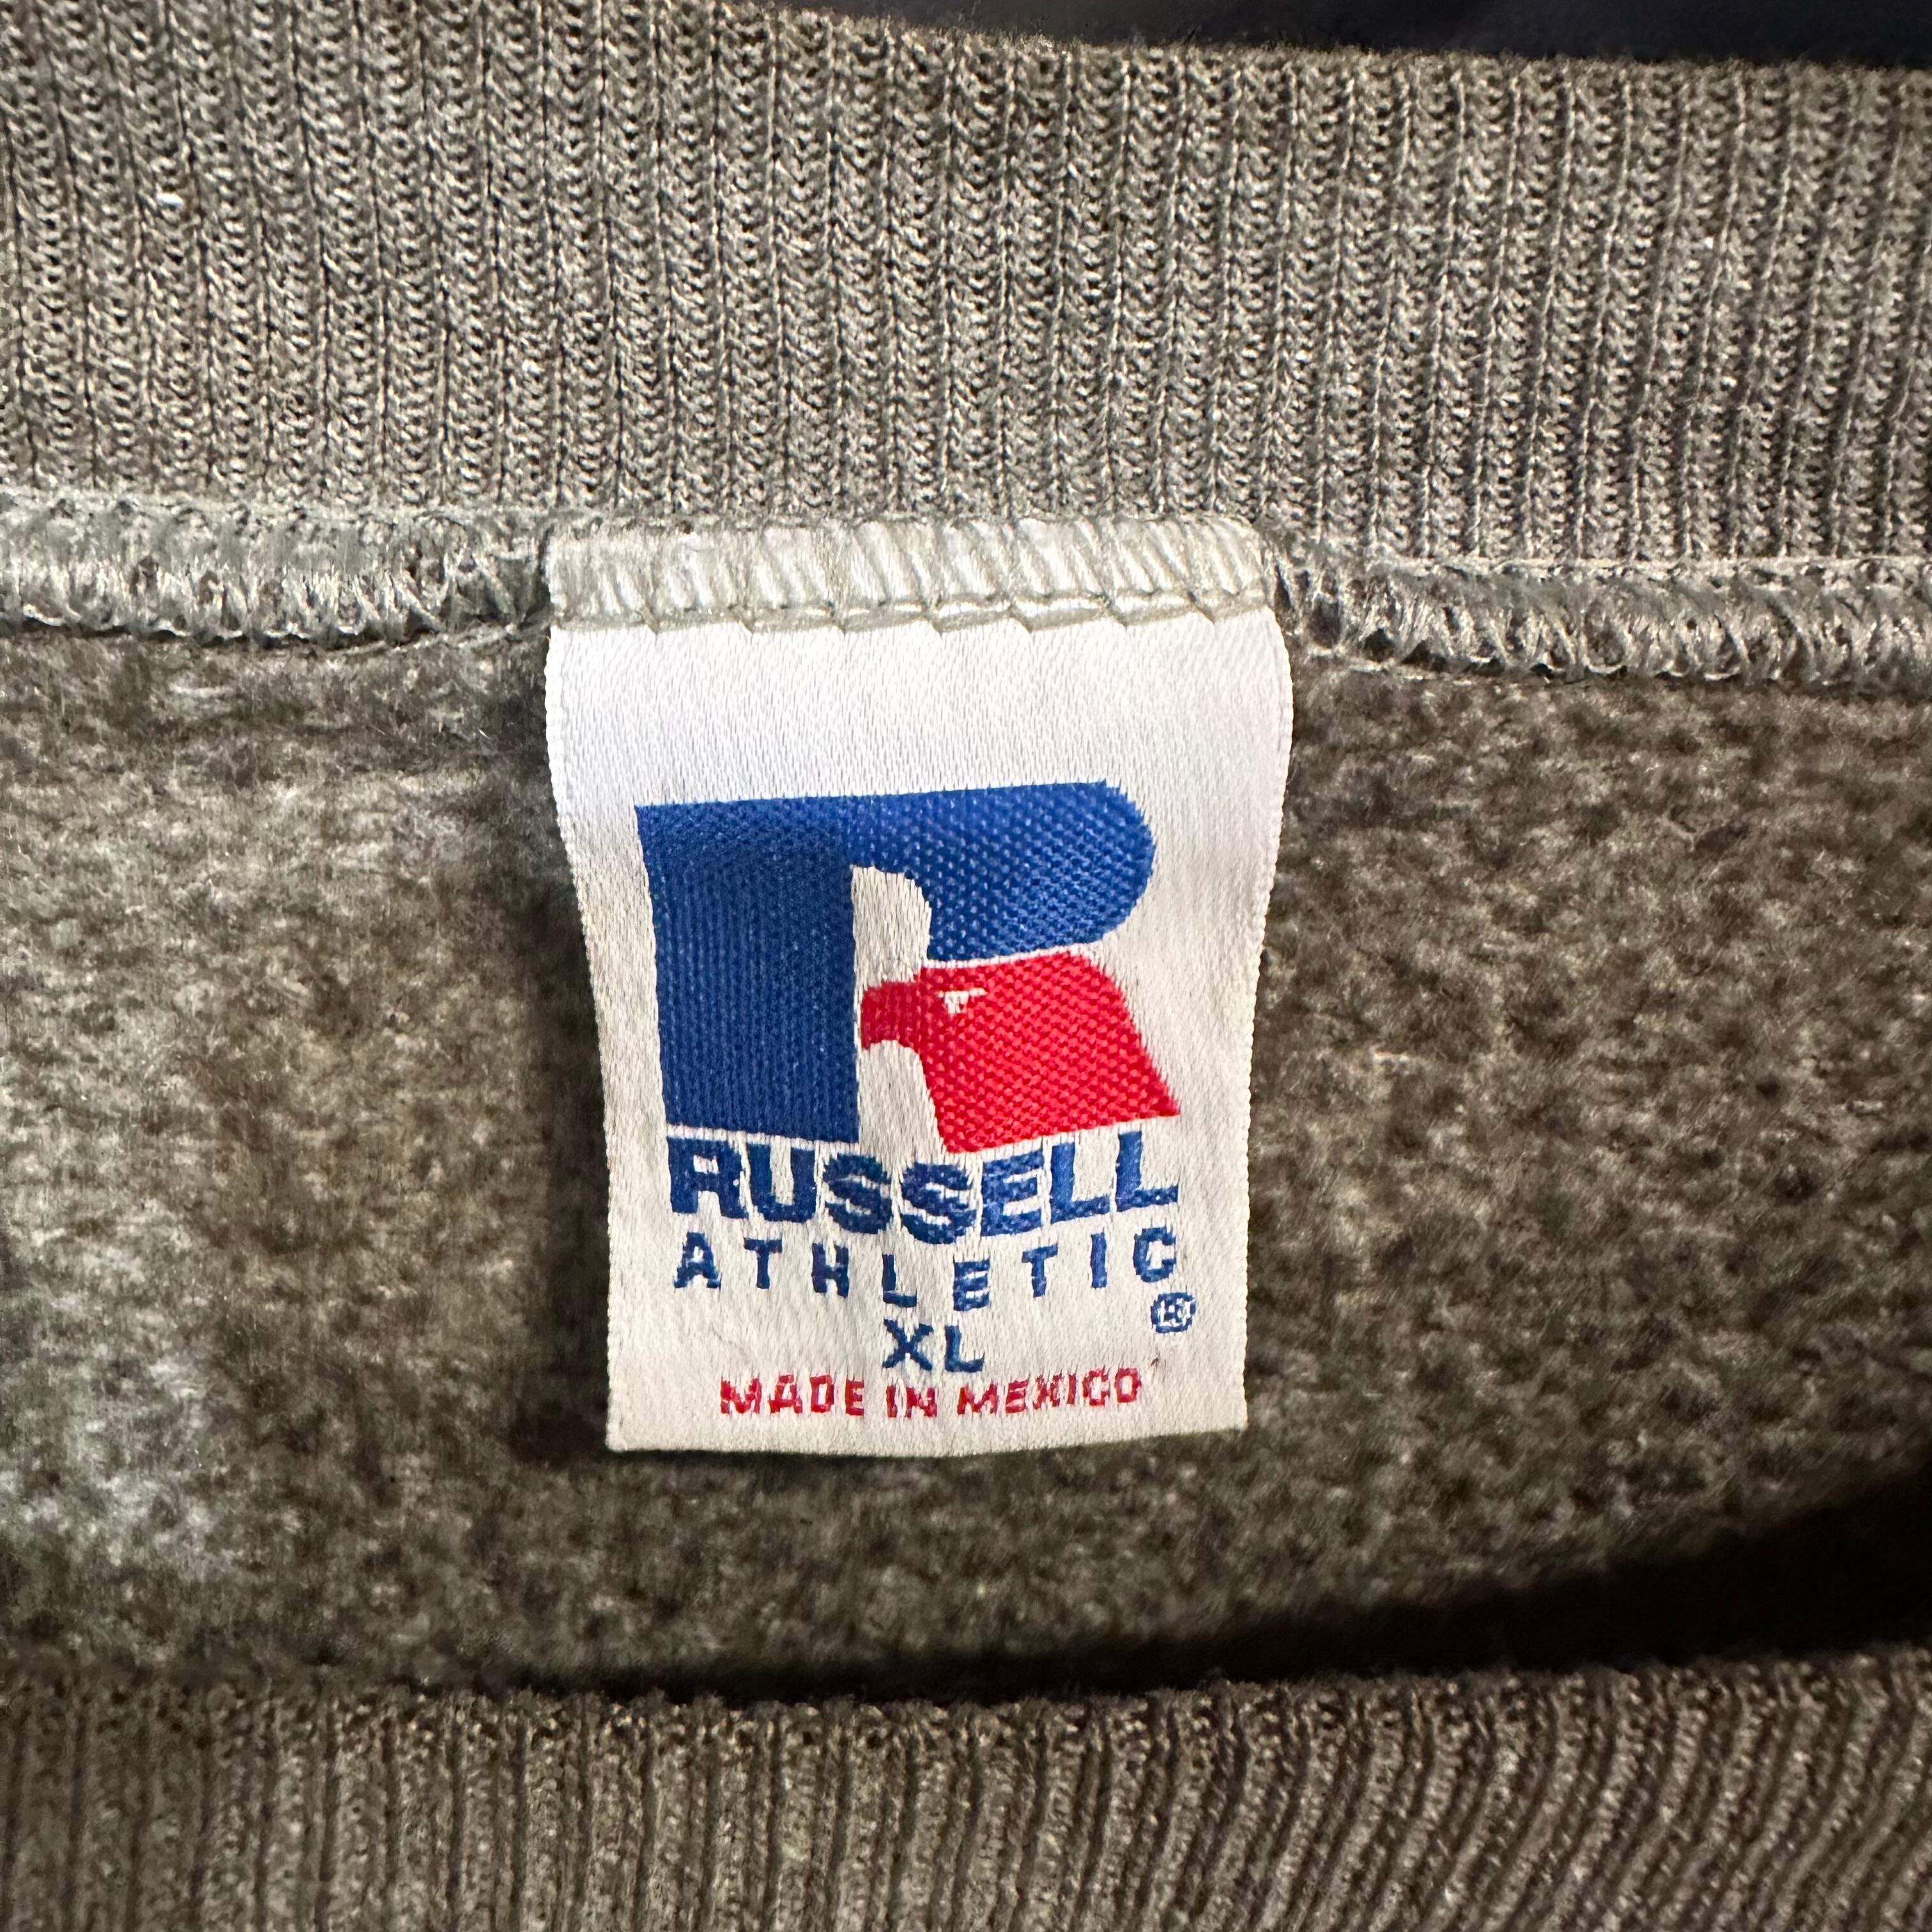 RUSSELL
ATHLETIC
®
XL
MADE IN MEXICO